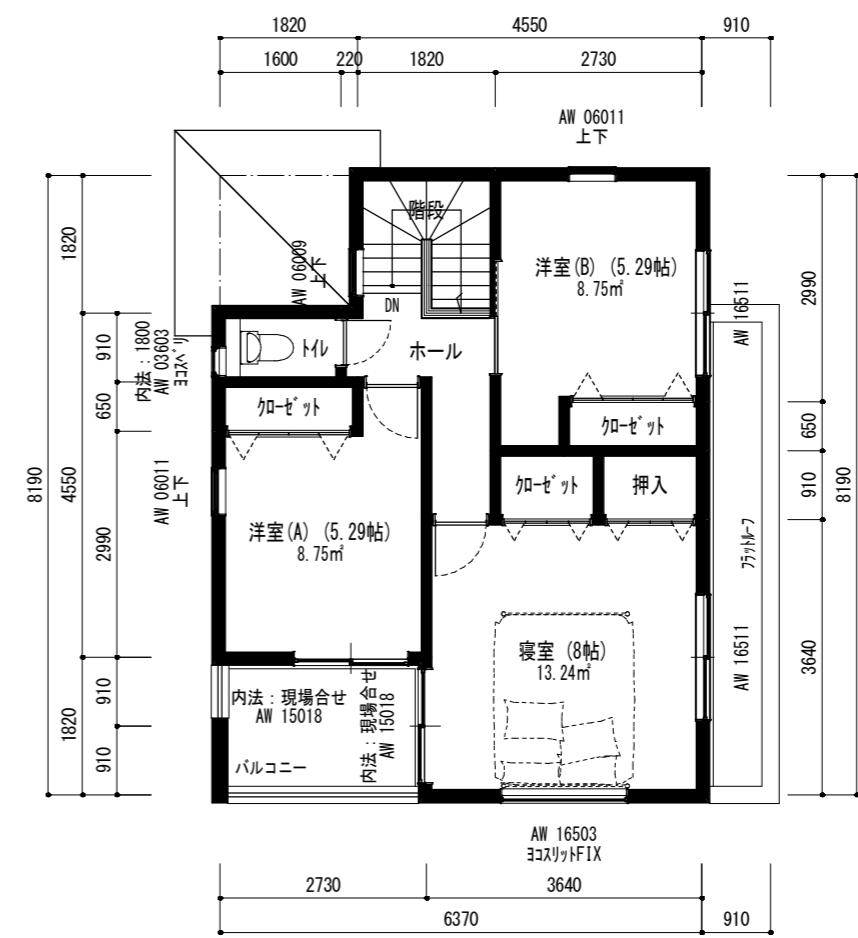 1820
4550
910
1600
220
1820
2730
AW 06011
上下
階段
洋室(B) (5.29帖)
8.75㎡
AW 06009
上下
DN
トイレ
ホール
内法：1800
AW 03603
ヨコスベリ
クローゼット
クローゼット
クローゼット
押入
AW 16511
AW 06011
上下
洋室(A) (5.29帖)
8.75㎡
フラットルーフ
寝室 (8帖)
13.24㎡
AW 16511
内法：現場合せ
AW 15018
内法：現場合せ
AW 15018
バルコニー
AW 16503
ヨコスリットFIX
8190
1820
4550
1820
910
650
2990
910
910
2990
650
910
3640
8190
2730
3640
6370
910